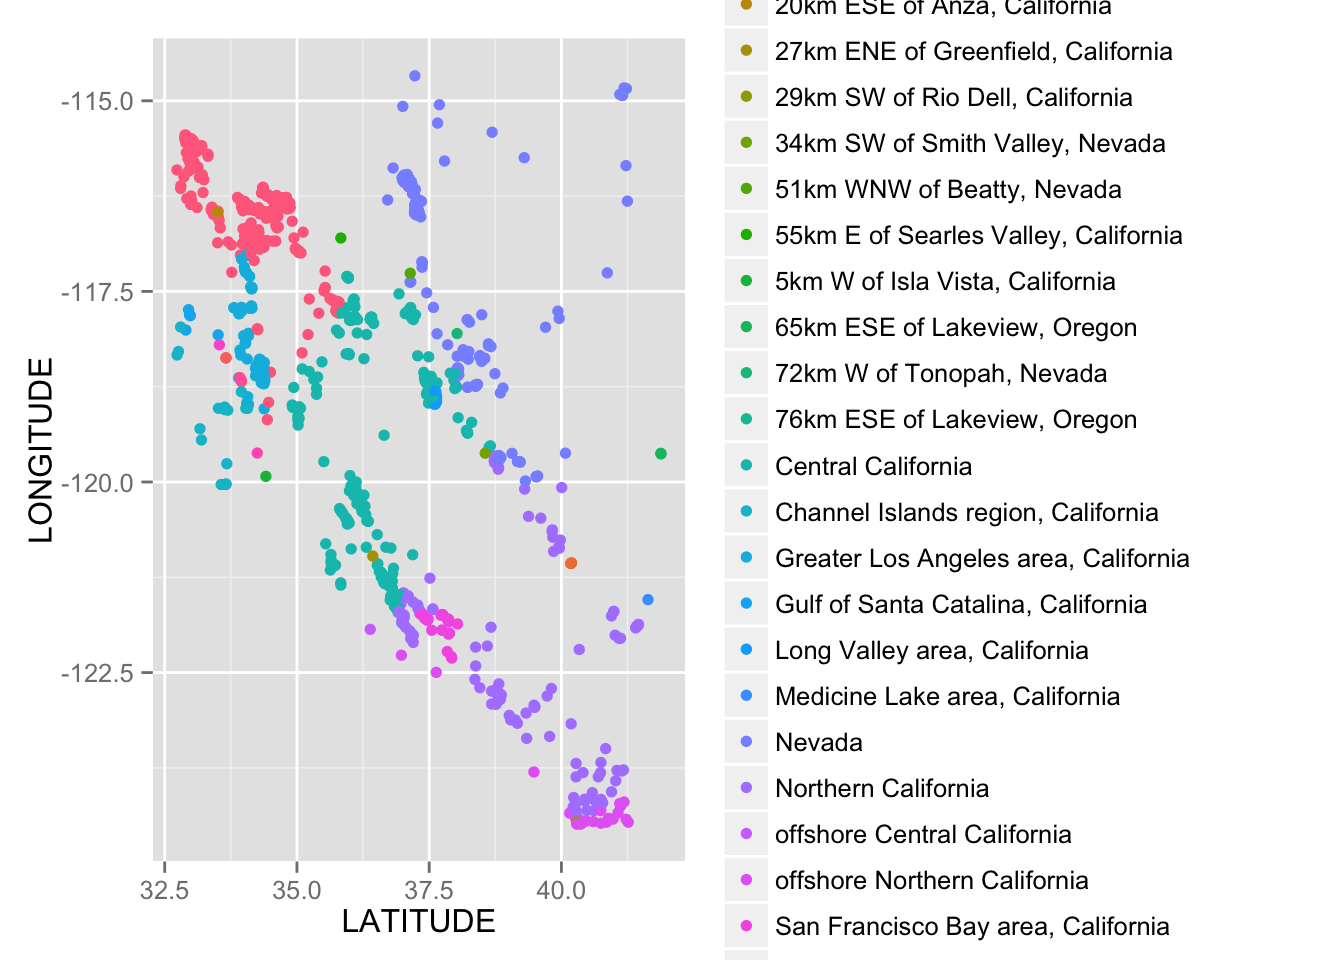 20km ESE of Anza, California
27km ENE of Greenfield, California
29km SW of Rio Dell, California
34km SW of Smith Valley, Nevada
51km WNW of Beatty, Nevada
55km E of Searles Valley, California
5km W of Isla Vista, California
65km ESE of Lakeview, Oregon
72km W of Tonopah, Nevada
76km ESE of Lakeview, Oregon
Central California
Channel Islands region, California
Greater Los Angeles area, California
Gulf of Santa Catalina, California
Long Valley area, California
Medicine Lake area, California
Nevada
Northern California
offshore Central California
offshore Northern California
San Francisco Bay area, California
LONGITUDE
-115.0
-117.5
-120.0
-122.5
32.5 35.0 37.5 40.0
LATITUDE